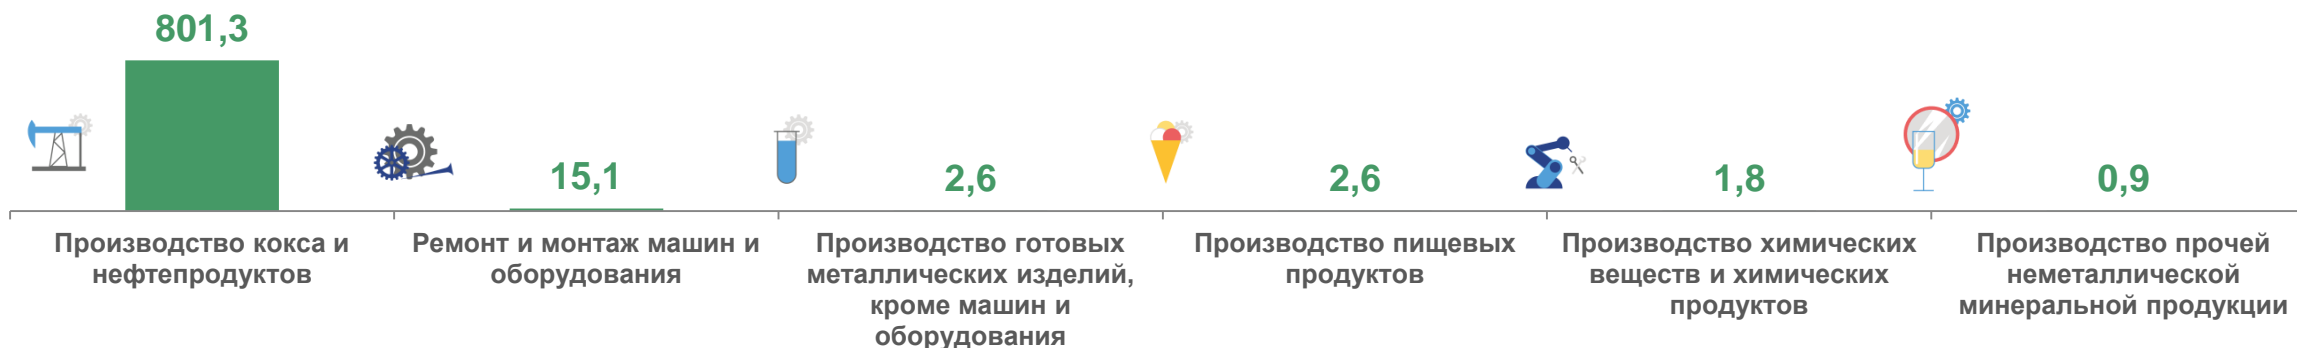 801,3
15,1
2,6
2,6
1,8
0,9
Производство кокса и
нефтепродуктов
Ремонт и монтаж машин и
оборудования
Производство готовых
металлических изделий,
кроме машин и
оборудования
Производство пищевых
продуктов
Производство химических
веществ и химических
продуктов
Производство прочей
неметаллической
минеральной продукции